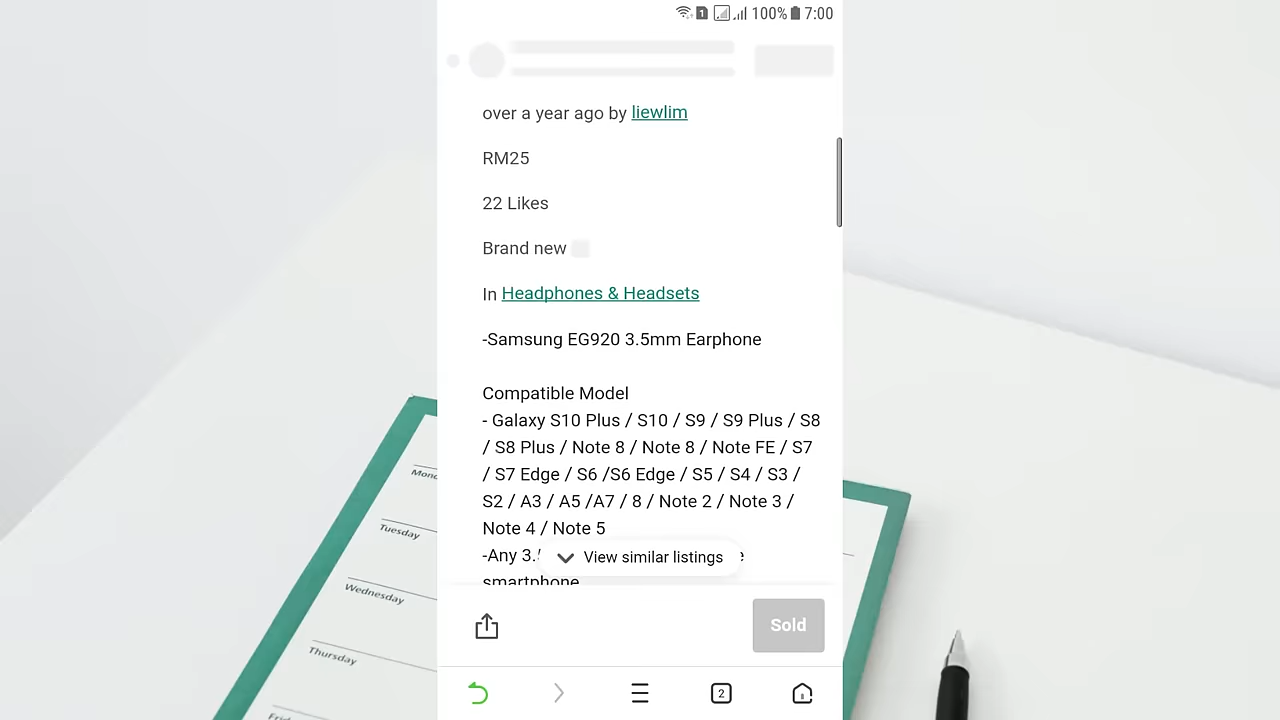 100% 7:00
over a year ago by liewlim
RM25
22 Likes
Brand new
In Headphones & Headsets
-Samsung EG920 3.5mm Earphone
Compatible Model
- Galaxy S10 Plus / S10 / S9 / S9 Plus / S8
/ S8 Plus / Note 8 / Note 8 / Note FE / S7
/ S7 Edge / S6 /S6 Edge / S5 / S4 / S3 /
S2 / A3 / A5 /A7 / 8 / Note 2 / Note 3 /
Note 4 / Note 5
-Any
View similar listings
smartphone
Sold
2
Tuesday
Wednesday
Thursday